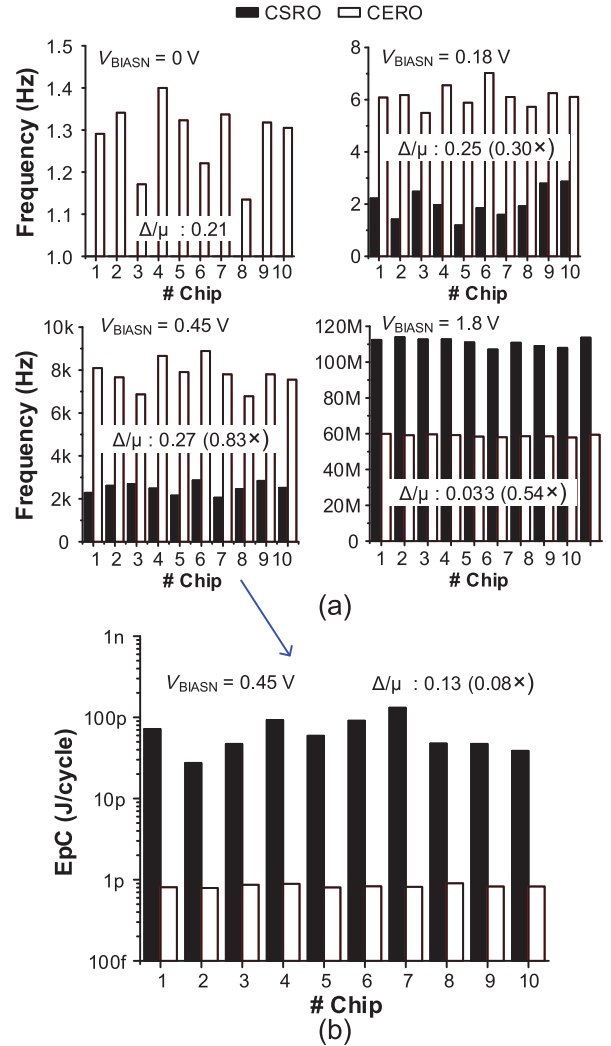 CSRO CERO
V_BIASN = 0 V
1.5
1.4
1.3
1.2
1.1
1.0
Frequency (Hz)
Δ/μ : 0.21
1 2 3 4 5 6 7 8 9 10
# Chip
V_BIASN = 0.18 V
8
6
4
2
0
Δ/μ : 0.25 (0.30×)
1 2 3 4 5 6 7 8 9 10
# Chip
V_BIASN = 0.45 V
10k
8k
6k
4k
2k
0
Frequency (Hz)
Δ/μ : 0.27 (0.83×)
1 2 3 4 5 6 7 8 9 10
# Chip
V_BIASN = 1.8 V
120M
100M
80M
60M
40M
20M
0
Δ/μ : 0.033 (0.54×)
1 2 3 4 5 6 7 8 9 10
# Chip
(a)
V_BIASN = 0.45 V
Δ/μ : 0.13 (0.08×)
1n
100p
10p
1p
100f
EpC (J/cycle)
1 2 3 4 5 6 7 8 9 10
# Chip
(b)